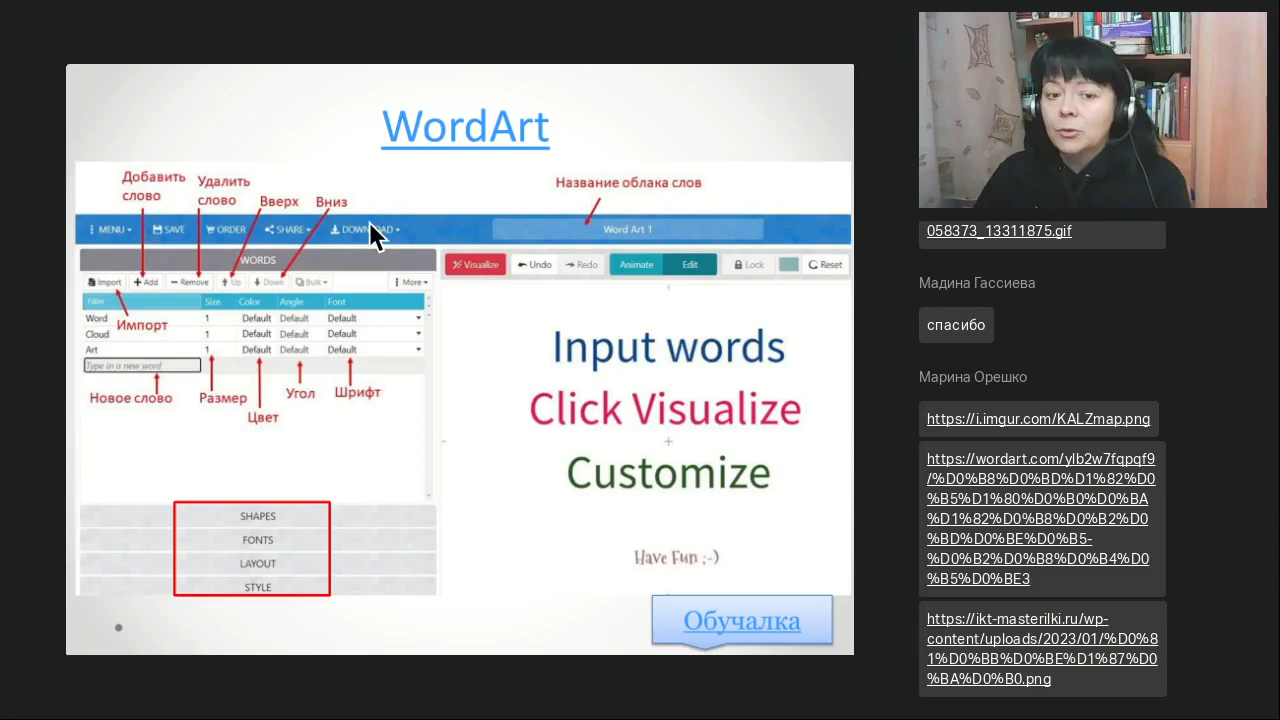 WordArt
Добавить слово
Удалить слово
Вверх
Вниз
Название облака слов
MENU SAVE ORDER SHARE DOWNLOAD
Word Art 1
WORDS
Import Add Remove Up Down Bulk More
Visualize Undo Redo Animate Edit Lock Reset
Filter Size Color Angle Font
Word 1 Default Default Default
Cloud 1 Default Default Default
Art 1 Default Default Default
Type in a new word
Импорт
Новое слово
Размер
Цвет
Угол
Шрифт
SHAPES
FONTS
LAYOUT
STYLE
Input words
Click Visualize
Customize
Have Fun ;-)
Обучалка
058373_13311875.gif
Мадина Гассиева
спасибо
Марина Орешко
https://i.imgur.com/KALZmap.png
https://wordart.com/ylb2w7fqpqf9
/%D0%B8%D0%BD%D1%82%D0
%B5%D1%80%D0%B0%D0%BA
%D1%82%D0%B8%D0%B2%D0
%BD%D0%BE%D0%B5-
%D0%B2%D0%B8%D0%B4%D0
%B5%D0%BE3
https://ikt-masterilki.ru/wp-
content/uploads/2023/01/%D0%8
1%D0%BB%D0%BE%D1%87%D0
%BA%D0%B0.png